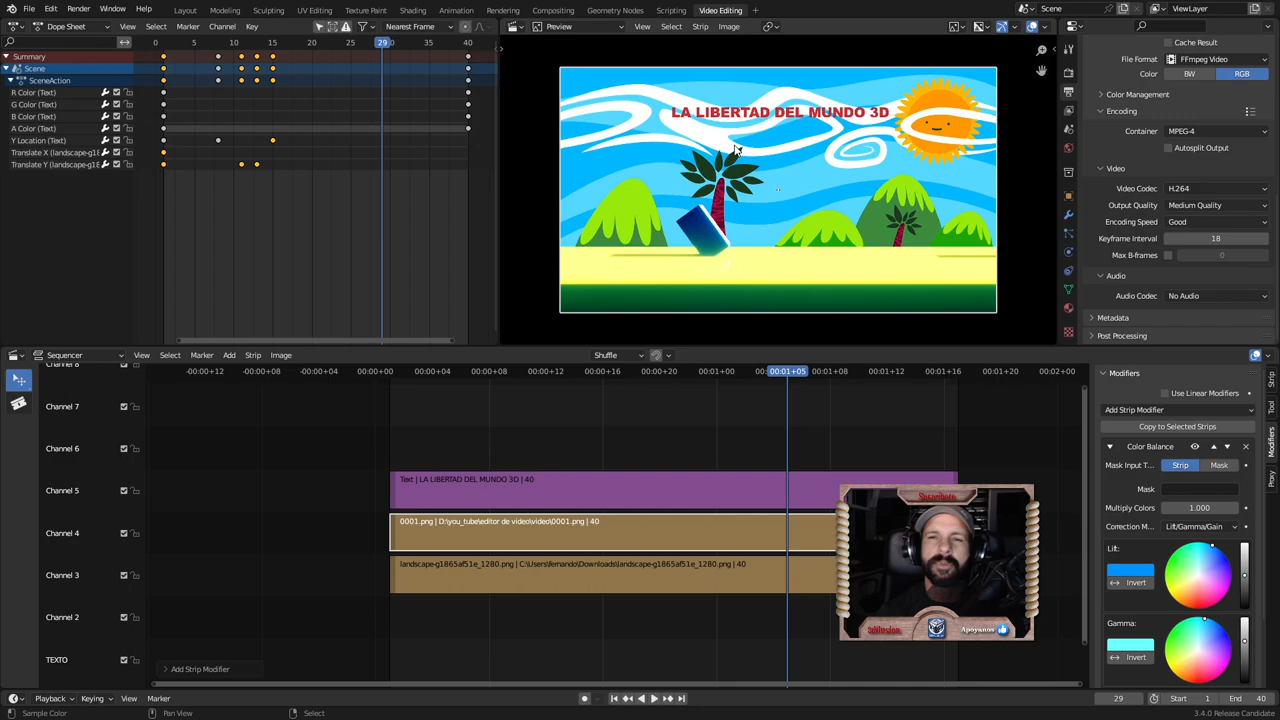 File Edit Render Window Help Layout Modeling Sculpting UV Editing Texture Paint Shading Animation Rendering Compositing Geometry Nodes Scripting Video Editing Scene ViewLayer
Dope Sheet View Select Marker Channel Key Nearest Frame
Preview View Select Strip Image
0 5 10 15 20 25 29 35 40
Summary
Scene
SceneAction
R Color (Text)
G Color (Text)
B Color (Text)
A Color (Text)
Y Location (Text)
Translate X (landscape-g18
Translate Y (landscape-g18
LA LIBERTAD DEL MUNDO 3D
Cache Result
File Format FFmpeg Video
Color BW RGB
Color Management
Encoding
Container MPEG-4
Autosplit Output
Video
Video Codec H.264
Output Quality Medium Quality
Encoding Speed Good
Keyframe Interval 18
Max B-frames 0
Audio
Audio Codec No Audio
Metadata
Post Processing
Sequencer View Select Marker Add Strip Image Shuffle
-00:00+12 -00:00+08 -00:00+04 00:00+00 00:00+04 00:00+08 00:00+12 00:00+16 00:00+20 00:01+00 00:01+05 00:01+08 00:01+12 00:01+16 00:01+20 00:02+00
Channel 8
Channel 7
Channel 6
Channel 5
Text | LA LIBERTAD DEL MUNDO 3D | 40
Channel 4
0001.png | D:\you_tube\editor de video\video\0001.png | 40
Channel 3
landscape-g1865af51e_1280.png | C:\Users\fernando\Downloads\landscape-g1865af51e_1280.png | 40
Channel 2
TEXTO
Add Strip Modifier
Suscribete
Apoyanos
Modifiers
Use Linear Modifiers
Add Strip Modifier
Copy to Selected Strips
Color Balance
Mask Input T... Strip Mask
Mask
Multiply Colors 1.000
Correction M... Lift/Gamma/Gain
Lift:
Invert
Gamma:
Invert
Strip
Tool
Modifiers
Proxy
Playback Keying View Marker 29 Start 1 End 40
Sample Color Pan View Select 3.4.0 Release Candidate